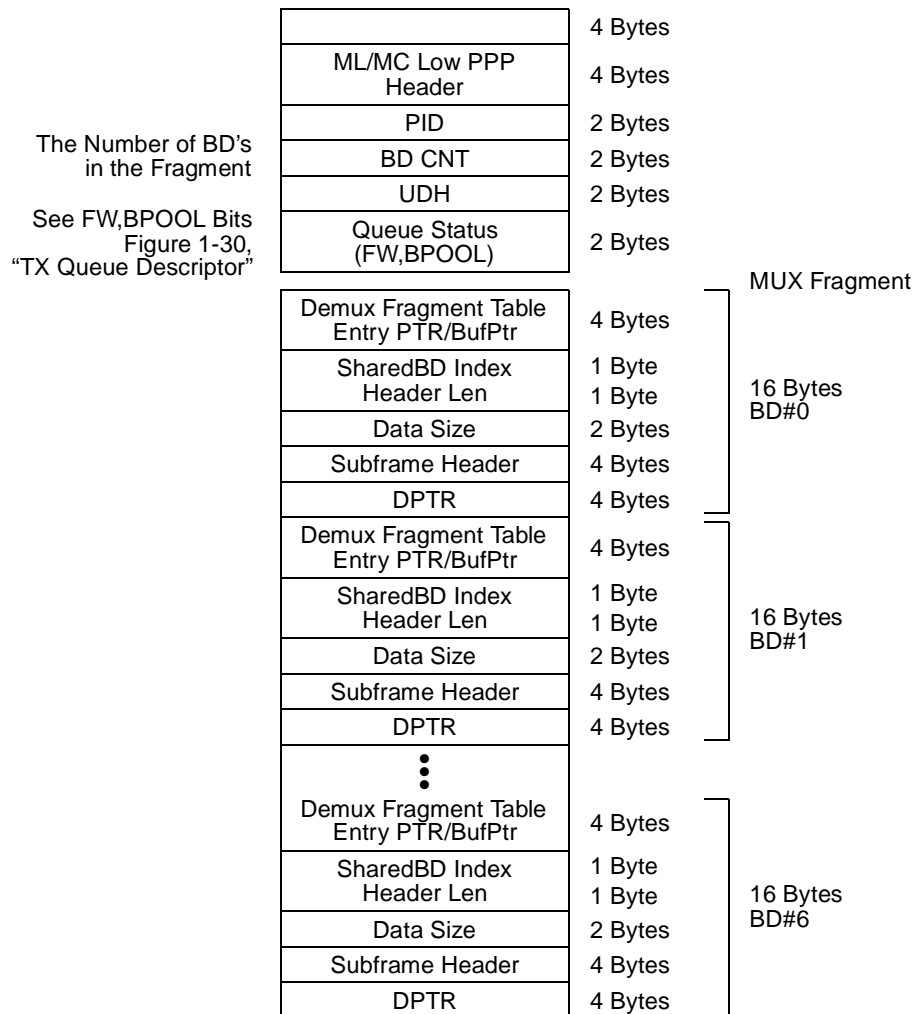 4 Bytes
ML/MC Low PPP
Header
4 Bytes
PID
2 Bytes
The Number of BD's
in the Fragment
BD CNT
2 Bytes
UDH
2 Bytes
See FW,BPOOL Bits
Figure 1-30,
“TX Queue Descriptor”
Queue Status
(FW,BPOOL)
2 Bytes
MUX Fragment
Demux Fragment Table
Entry PTR/BufPtr
4 Bytes
SharedBD Index
Header Len
1 Byte
1 Byte
16 Bytes
BD#0
Data Size
2 Bytes
Subframe Header
4 Bytes
DPTR
4 Bytes
Demux Fragment Table
Entry PTR/BufPtr
4 Bytes
SharedBD Index
Header Len
1 Byte
1 Byte
16 Bytes
BD#1
Data Size
2 Bytes
Subframe Header
4 Bytes
DPTR
4 Bytes
Demux Fragment Table
Entry PTR/BufPtr
4 Bytes
SharedBD Index
Header Len
1 Byte
1 Byte
16 Bytes
BD#6
Data Size
2 Bytes
Subframe Header
4 Bytes
DPTR
4 Bytes